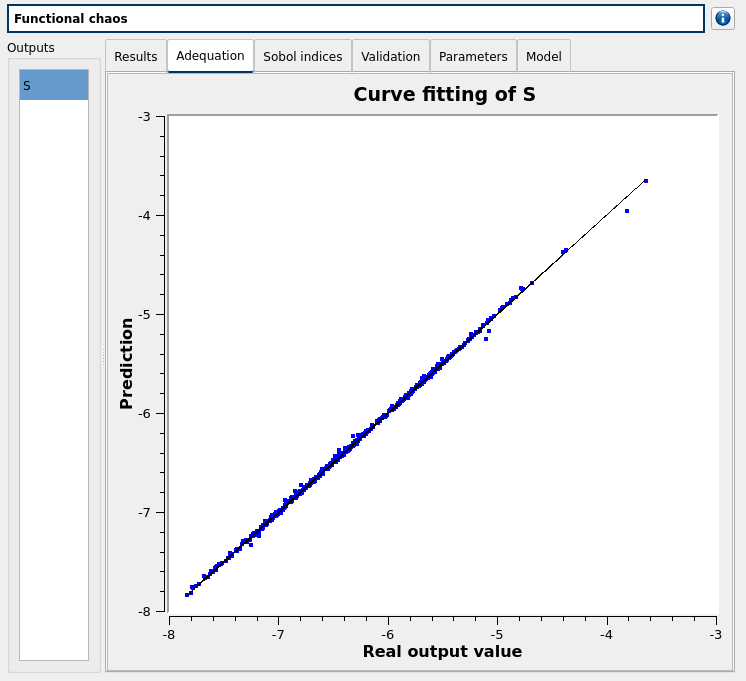 Functional chaos
Outputs
S
Results Adequation Sobol indices Validation Parameters Model
Curve fitting of S
-3
-4
-5
-6
-7
-8
Prediction
-8 -7 -6 -5 -4 -3
Real output value